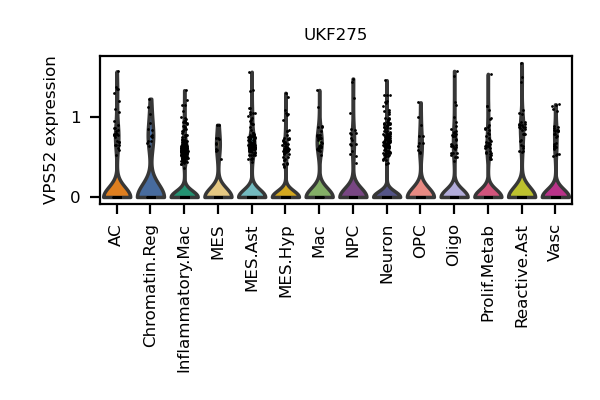 UKF275
VPS52 expression
1
0
AC
Chromatin.Reg
Inflammatory.Mac
MES
MES.Ast
MES.Hyp
Mac
NPC
Neuron
OPC
Oligo
Prolif.Metab
Reactive.Ast
Vasc